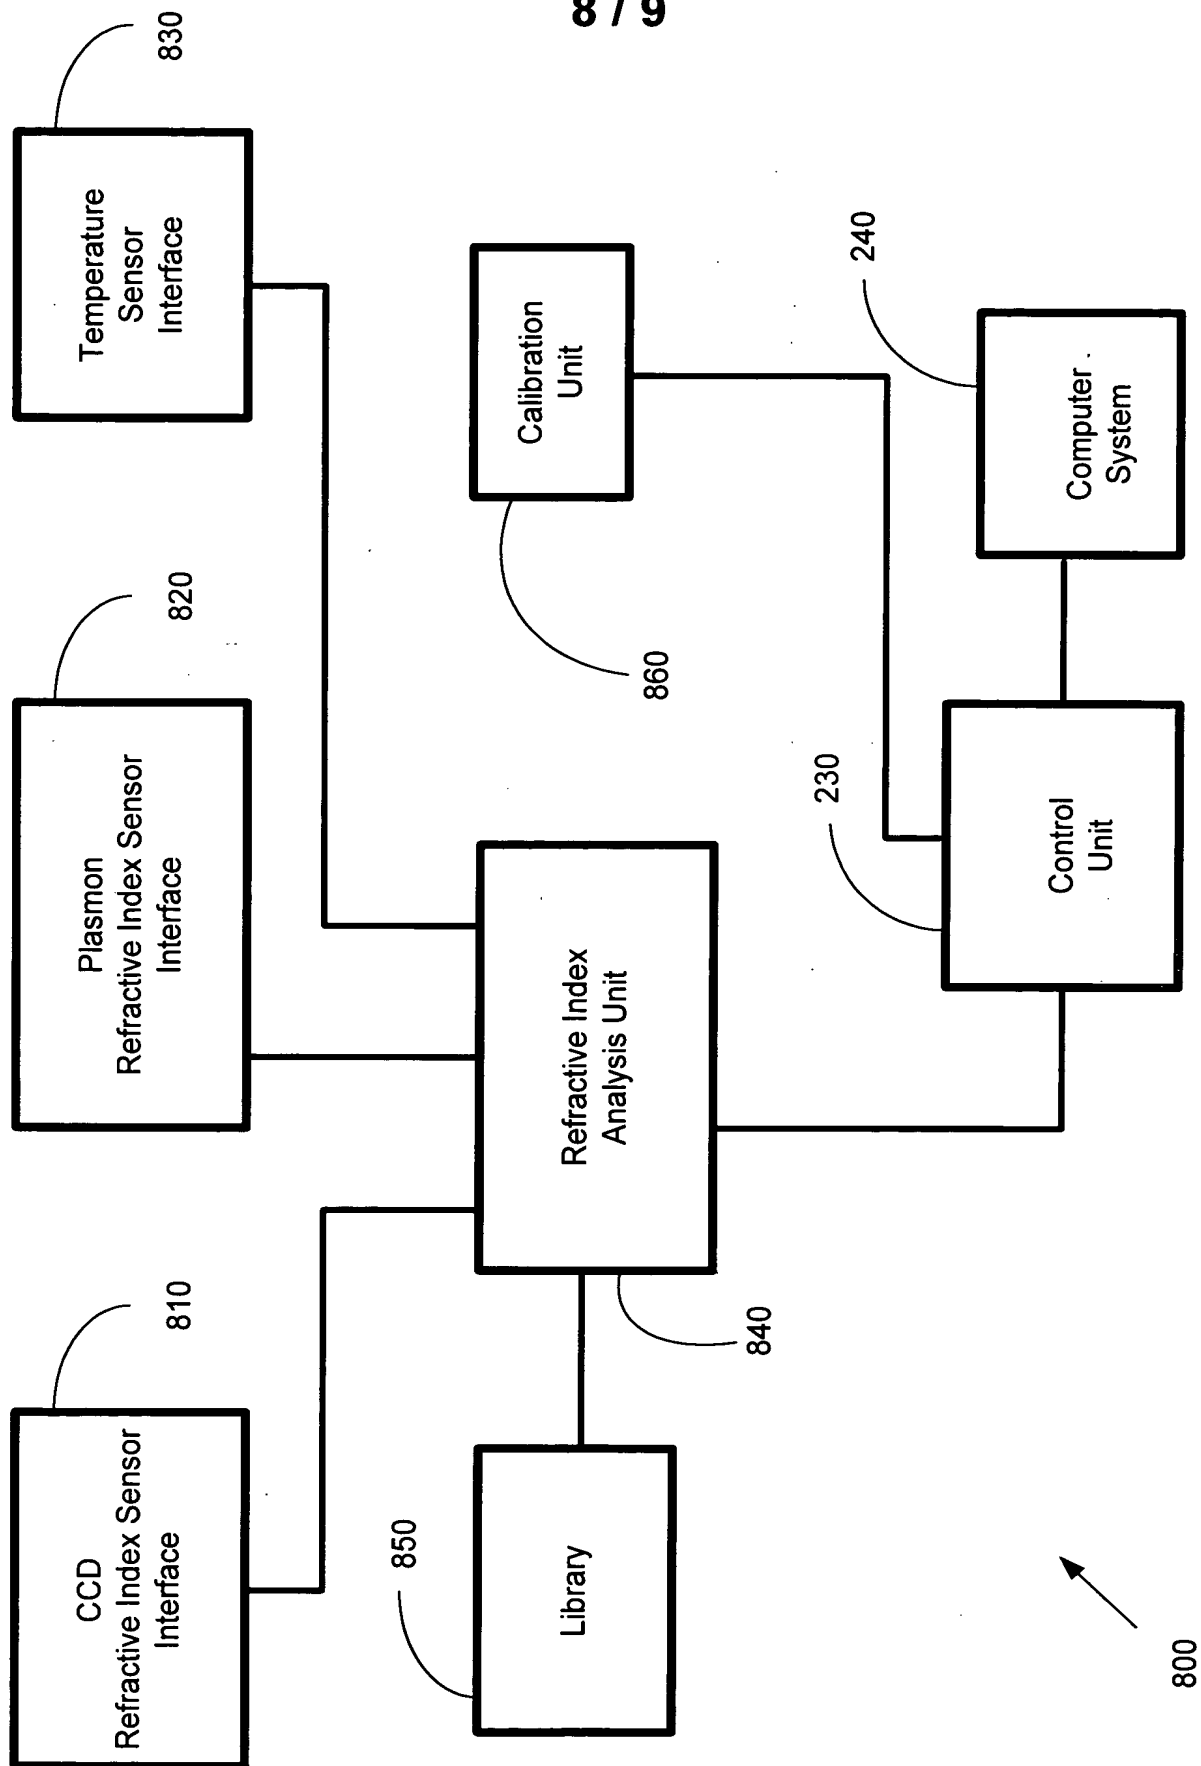 8 / 9
CCD
Refractive Index Sensor
Interface
810
Plasmon
Refractive Index Sensor
Interface
820
Temperature
Sensor
Interface
830
Library
850
Refractive Index
Analysis Unit
840
Calibration
Unit
860
Control
Unit
230
Computer
System
240
800